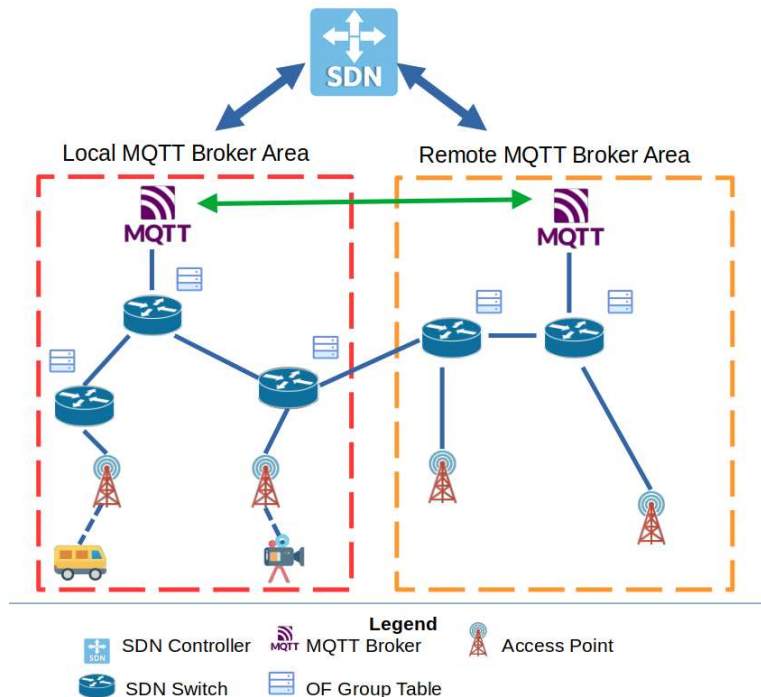 SDN
Local MQTT Broker Area
Remote MQTT Broker Area
MQTT
MQTT
Legend
SDN
SDN Controller
MQTT
MQTT Broker
Access Point
SDN Switch
OF Group Table